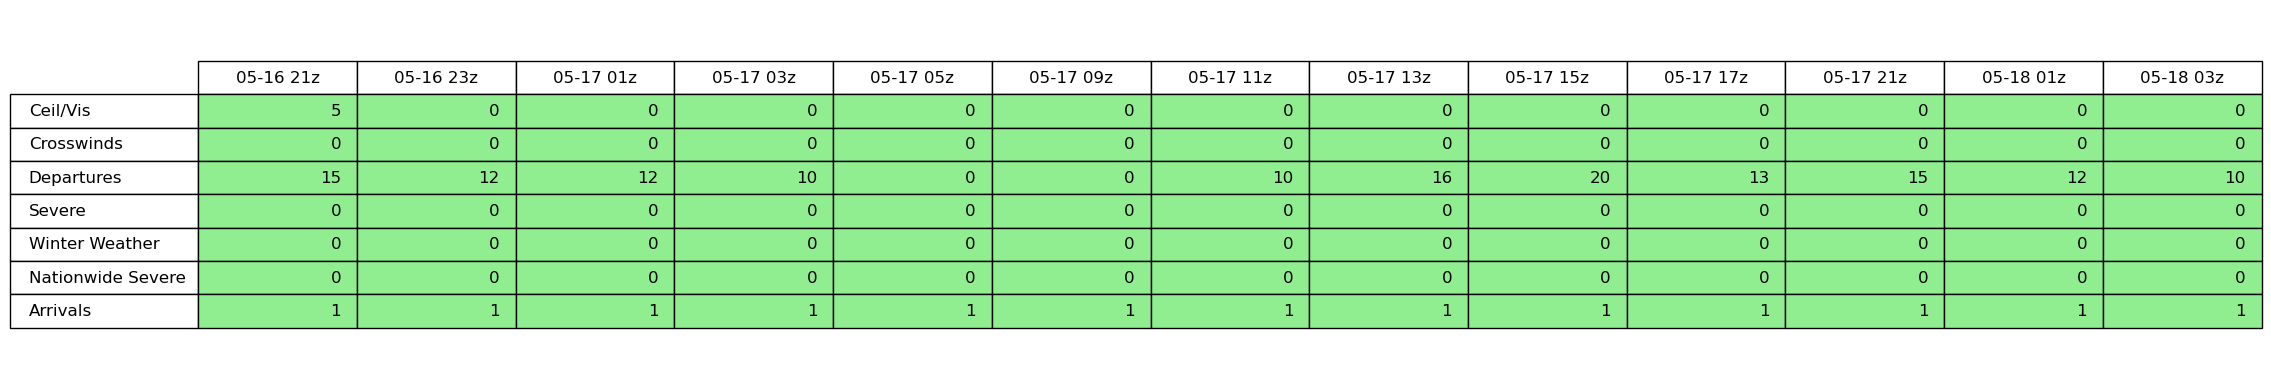 05-16 21z 05-16 23z 05-17 01z 05-17 03z 05-17 05z 05-17 09z 05-17 11z 05-17 13z 05-17 15z 05-17 17z 05-17 21z 05-18 01z 05-18 03z
Ceil/Vis 5 0 0 0 0 0 0 0 0 0 0 0 0
Crosswinds 0 0 0 0 0 0 0 0 0 0 0 0 0
Departures 15 12 12 10 0 0 10 16 20 13 15 12 10
Severe 0 0 0 0 0 0 0 0 0 0 0 0 0
Winter Weather 0 0 0 0 0 0 0 0 0 0 0 0 0
Nationwide Severe 0 0 0 0 0 0 0 0 0 0 0 0 0
Arrivals 1 1 1 1 1 1 1 1 1 1 1 1 1